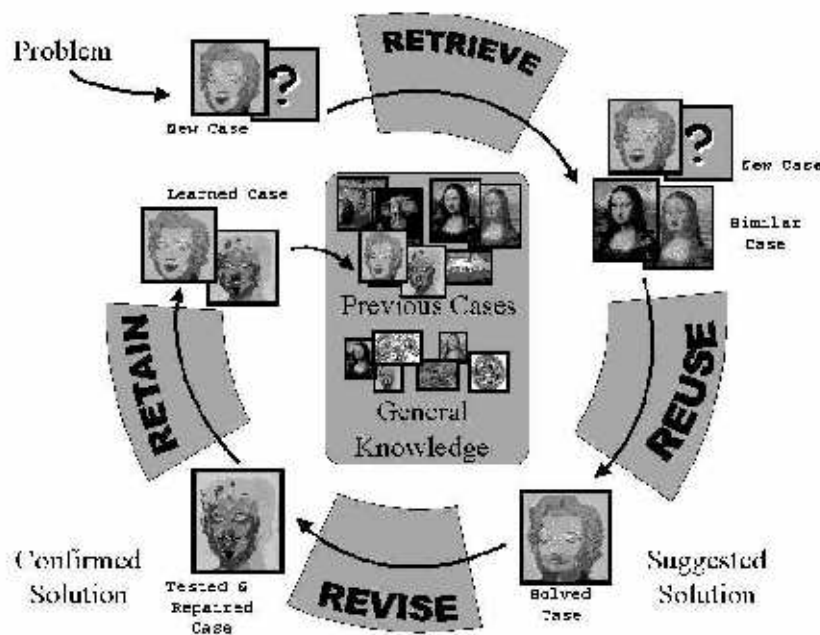 Problem
RETRIEVE
?
New Case
?
New Case
Similar
Case
Learned Case
Previous Cases
General
Knowledge
RETAIN
REUSE
Confirmed
Solution
Tested &
Repaired
Case
REVISE
Solved
Case
Suggested
Solution